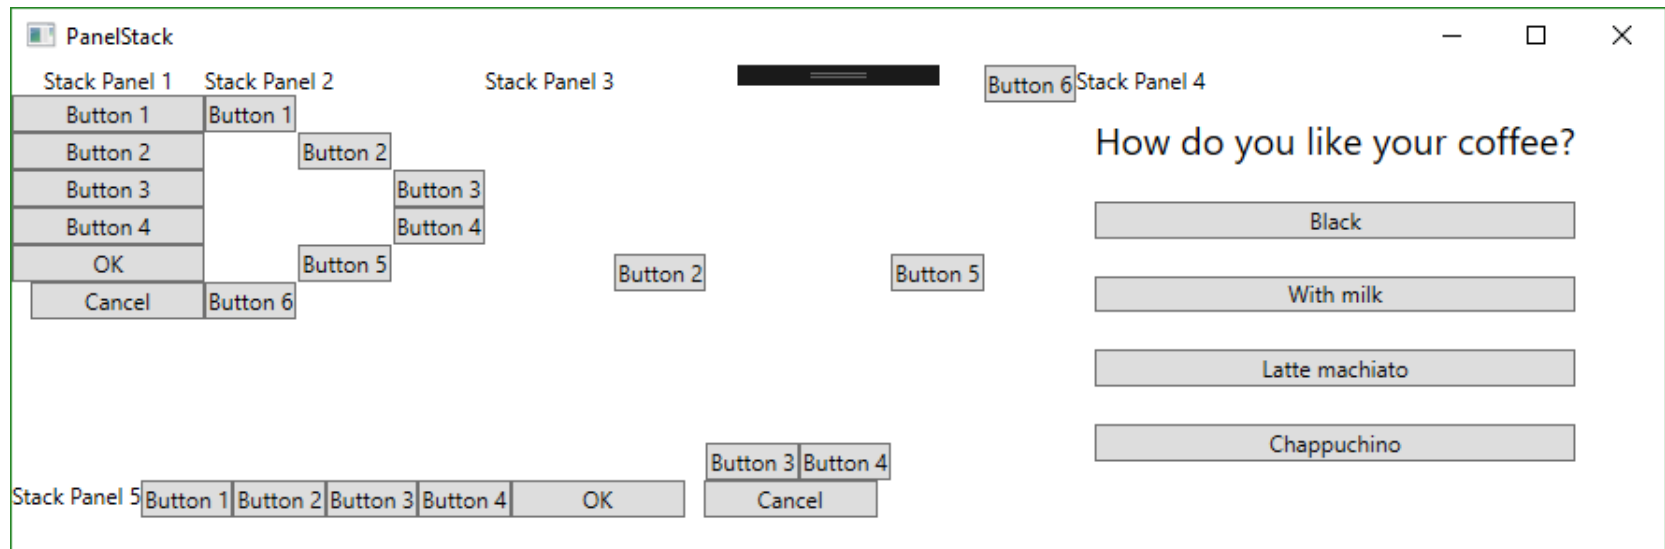 PanelStack
Stack Panel 1 Stack Panel 2 Stack Panel 3 Button 6 Stack Panel 4
Button 1 Button 1
How do you like your coffee?
Button 2 Button 2
Button 3 Button 3
Button 4 Button 4 Black
OK Button 5 Button 2 Button 5
Cancel Button 6 With milk
Latte machiato
Chappuchino
Button 3 Button 4
Stack Panel 5 Button 1 Button 2 Button 3 Button 4 OK Cancel